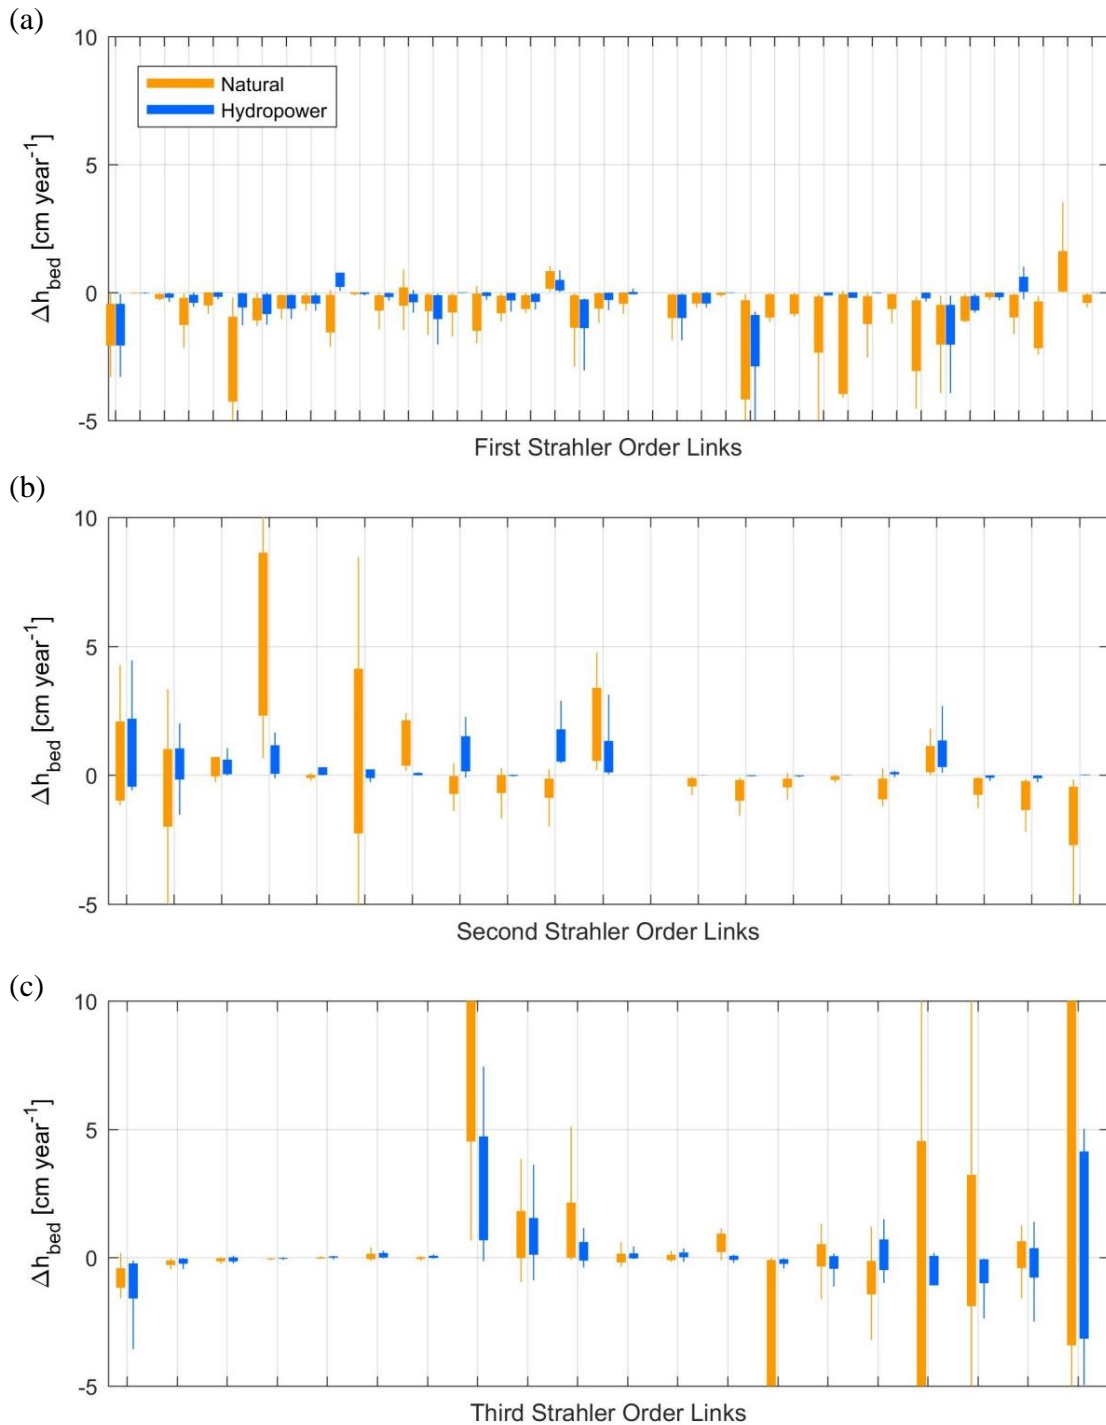 (a)
10
5
0
-5
Δh_bed [cm year^-1]
Natural
Hydropower
First Strahler Order Links
(b)
10
5
0
-5
Δh_bed [cm year^-1]
Second Strahler Order Links
(c)
10
5
0
-5
Δh_bed [cm year^-1]
Third Strahler Order Links